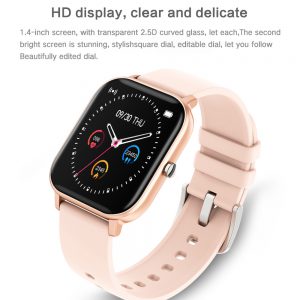 HD display, clear and delicate
1.4-inch screen, with transparent 2.5D curved glass, let each,The second
bright screen is stunning, stylishsquare dial, editable dial, let you follow
Beautifully edited dial.
09:30 THU